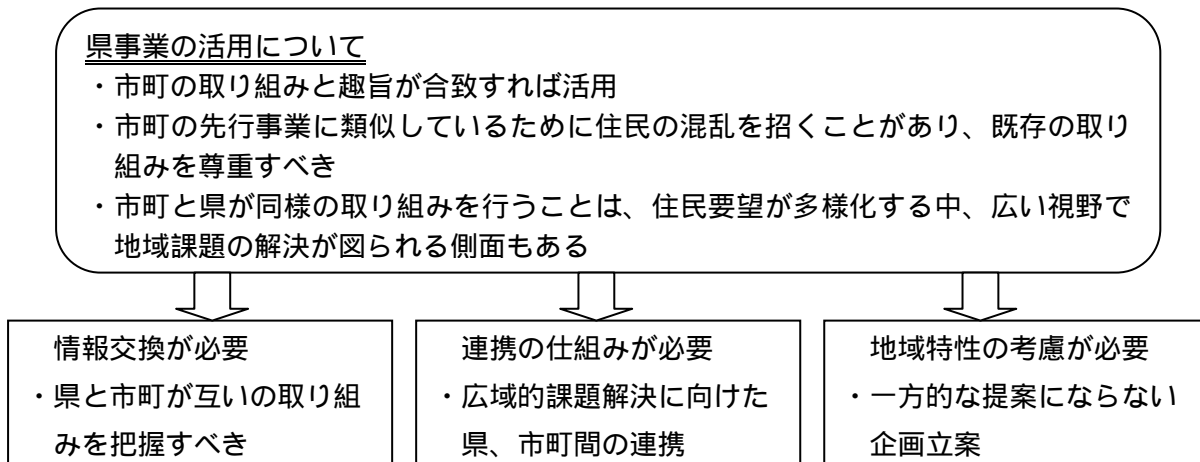 県事業の活用について
・市町の取り組みと趣旨が合致すれば活用
・市町の先行事業に類似しているために住民の混乱を招くことがあり、既存の取り
組みを尊重すべき
・市町と県が同様の取り組みを行うことは、住民要望が多様化する中、広い視野で
地域課題の解決が図られる側面もある
情報交換が必要
・県と市町が互いの取り組
みを把握すべき
連携の仕組みが必要
・広域的課題解決に向けた
県、市町間の連携
地域特性の考慮が必要
・一方的な提案にならない
企画立案